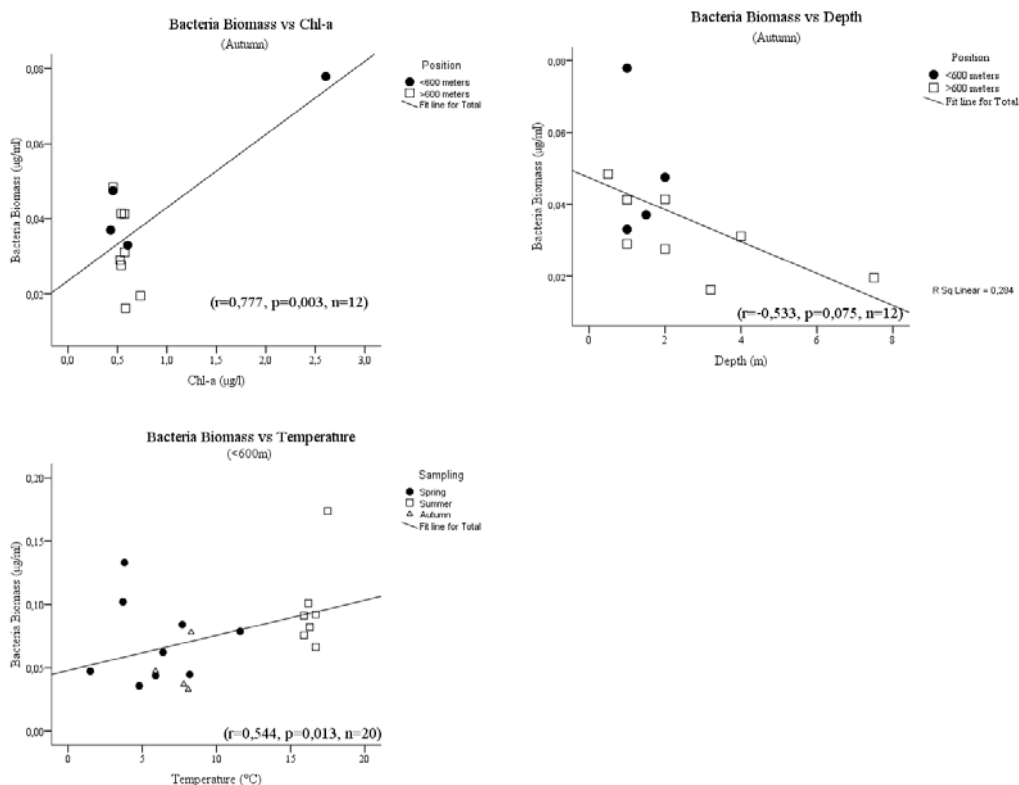 Bacteria Biomass vs Chl-a
(Autumn)
Position
<600 meters
>600 meters
Fit line for Total
0,08
0,06
0,04
0,02
Bacteria Biomass (µg/ml)
(r=0,777, p=0,003, n=12)
0,0 0,5 1,0 1,5 2,0 2,5 3,0
Chl-a (µg/l)
Bacteria Biomass vs Depth
(Autumn)
Position
<600 meters
>600 meters
Fit line for Total
0,08
0,06
0,04
0,02
Bacteria Biomass (µg/ml)
R Sq Linear = 0,284
(r=-0,533, p=0,075, n=12)
0 2 4 6 8
Depth (m)
Bacteria Biomass vs Temperature
(<600m)
Sampling
Spring
Summer
Autumn
Fit line for Total
0,20
0,15
0,10
0,05
0,00
Bacteria Biomass (µg/ml)
(r=0,544, p=0,013, n=20)
0 5 10 15 20
Temperature (°C)